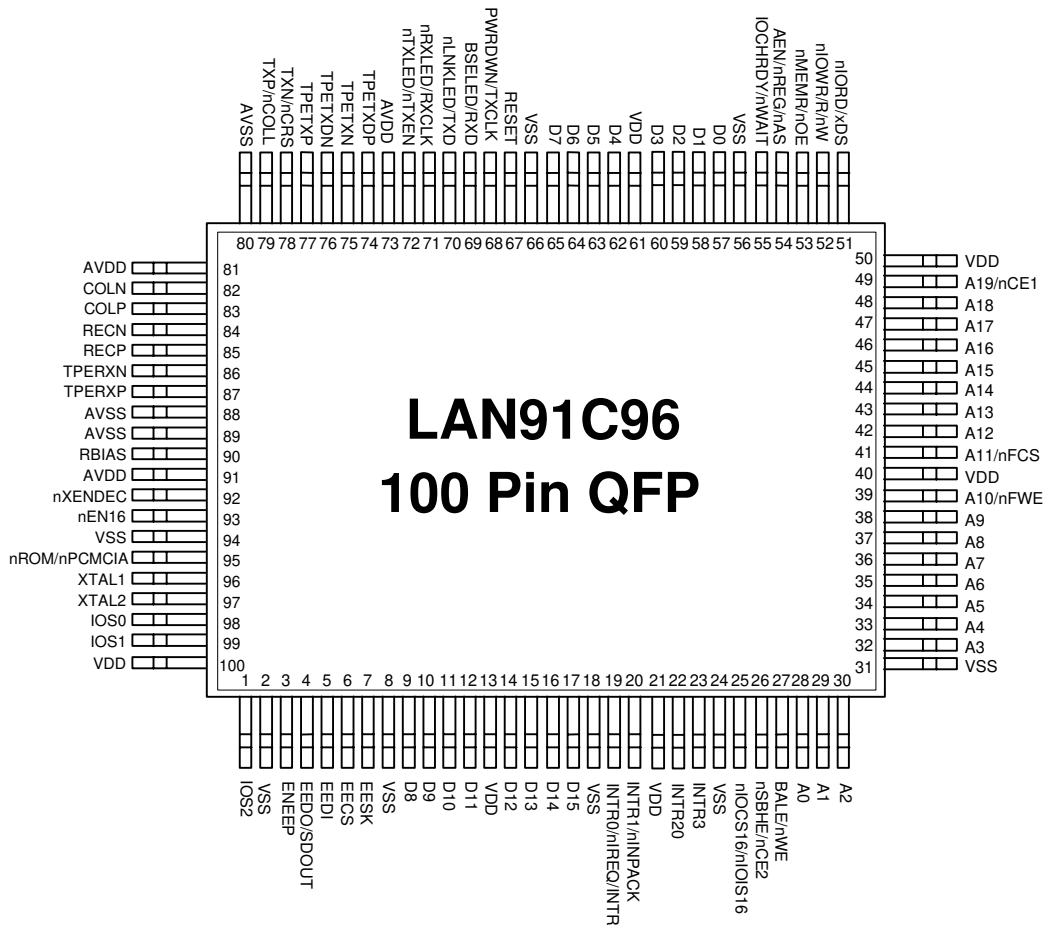 AVSS
TXP/nCOLL
TXN/nCRS
TPETXP
TPETXDN
TPETXN
TPETXDP
AVDD
nTXLED/nTXEN
nRXLED/RXCLK
nLNKLED/TXD
BSELED/RXD
PWRDWN/TXCLK
RESET
VSS
D7
D6
D5
D4
VDD
D3
D2
D1
D0
VSS
IOCHRDY/nWAIT
AEN/nREG/nAS
nMEMR/nOE
nIOWR/R/nW
nIORD/xDS
80 79 78 77 76 75 74 73 72 71 70 69 68 67 66 65 64 63 62 61 60 59 58 57 56 55 54 53 52 51
AVDD 81
COLN 82
COLP 83
RECN 84
RECP 85
TPERXN 86
TPERXP 87
AVSS 88
AVSS 89
RBIAS 90
AVDD 91
nXENDEC 92
nEN16 93
VSS 94
nROM/nPCMCIA 95
XTAL1 96
XTAL2 97
IOS0 98
IOS1 99
VDD 100
LAN91C96
100 Pin QFP
50 VDD
49 A19/nCE1
48 A18
47 A17
46 A16
45 A15
44 A14
43 A13
42 A12
41 A11/nFCS
40 VDD
39 A10/nFWE
38 A9
37 A8
36 A7
35 A6
34 A5
33 A4
32 A3
31 VSS
1 2 3 4 5 6 7 8 9 10 11 12 13 14 15 16 17 18 19 20 21 22 23 24 25 26 27 28 29 30
IOS2
VSS
ENEEP
EEDO/SDOUT
EEDI
EECS
EESK
VSS
D8
D9
D10
D11
VDD
D12
D13
D14
D15
VSS
INTR0/nIREQ/INTR
INTR1/nINPACK
VDD
INTR20
INTR3
VSS
nIOCS16/nIOIS16
nSBHE/nCE2
BALE/nWE
A0
A1
A2